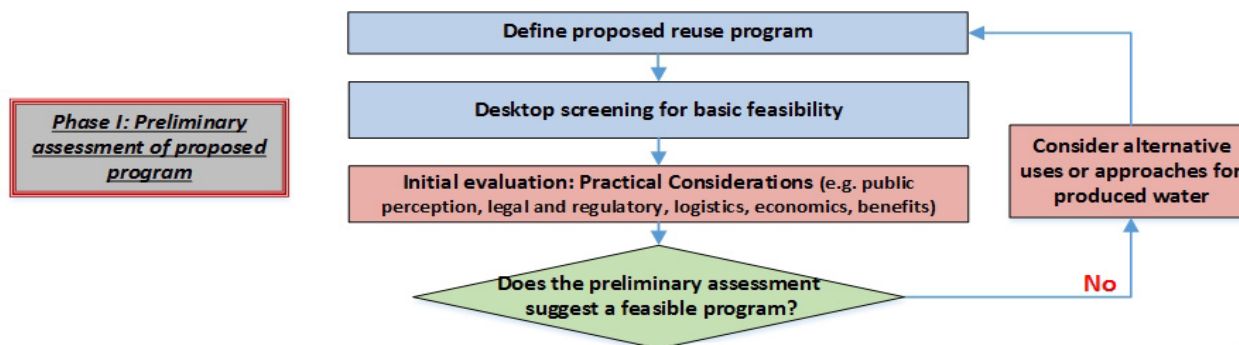 Define proposed reuse program
Desktop screening for basic feasibility
Phase I: Preliminary
assessment of proposed
program
Initial evaluation: Practical Considerations (e.g. public
perception, legal and regulatory, logistics, economics, benefits)
Consider alternative
uses or approaches for
produced water
Does the preliminary assessment
suggest a feasible program?
No